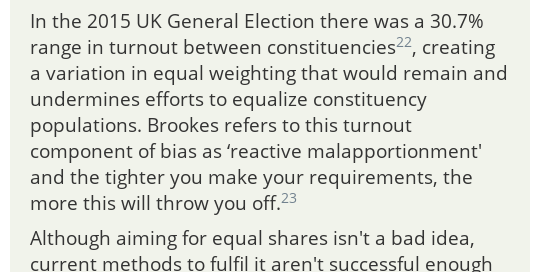 In the 2015 UK General Election there was a 30.7%
range in turnout between constituencies22, creating
a variation in equal weighting that would remain and
undermines efforts to equalize constituency
populations. Brookes refers to this turnout
component of bias as ‘reactive malapportionment'
and the tighter you make your requirements, the
more this will throw you off.23
Although aiming for equal shares isn't a bad idea,
current methods to fulfil it aren't successful enough